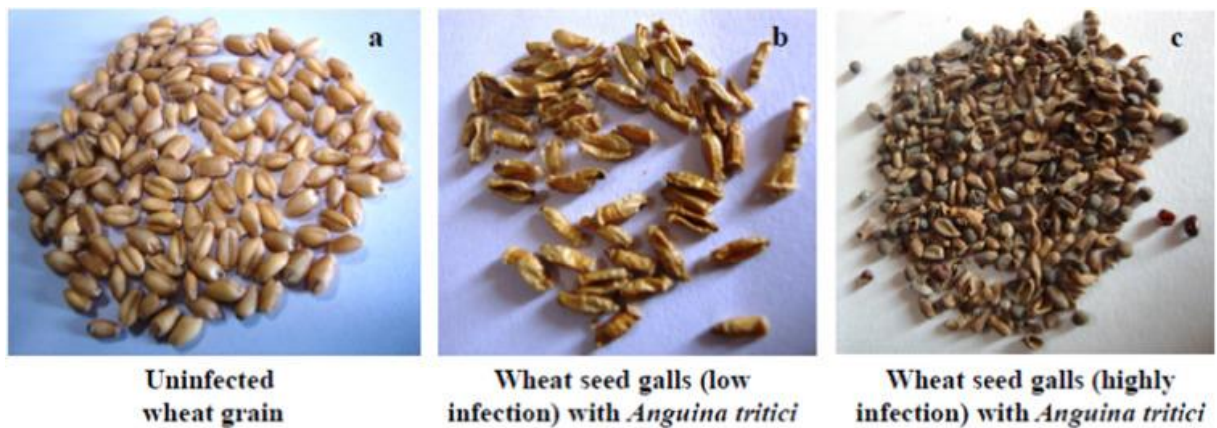 a
b
c
Uninfected
wheat grain
Wheat seed galls (low
infection) with Anguina tritici
Wheat seed galls (highly
infection) with Anguina tritici